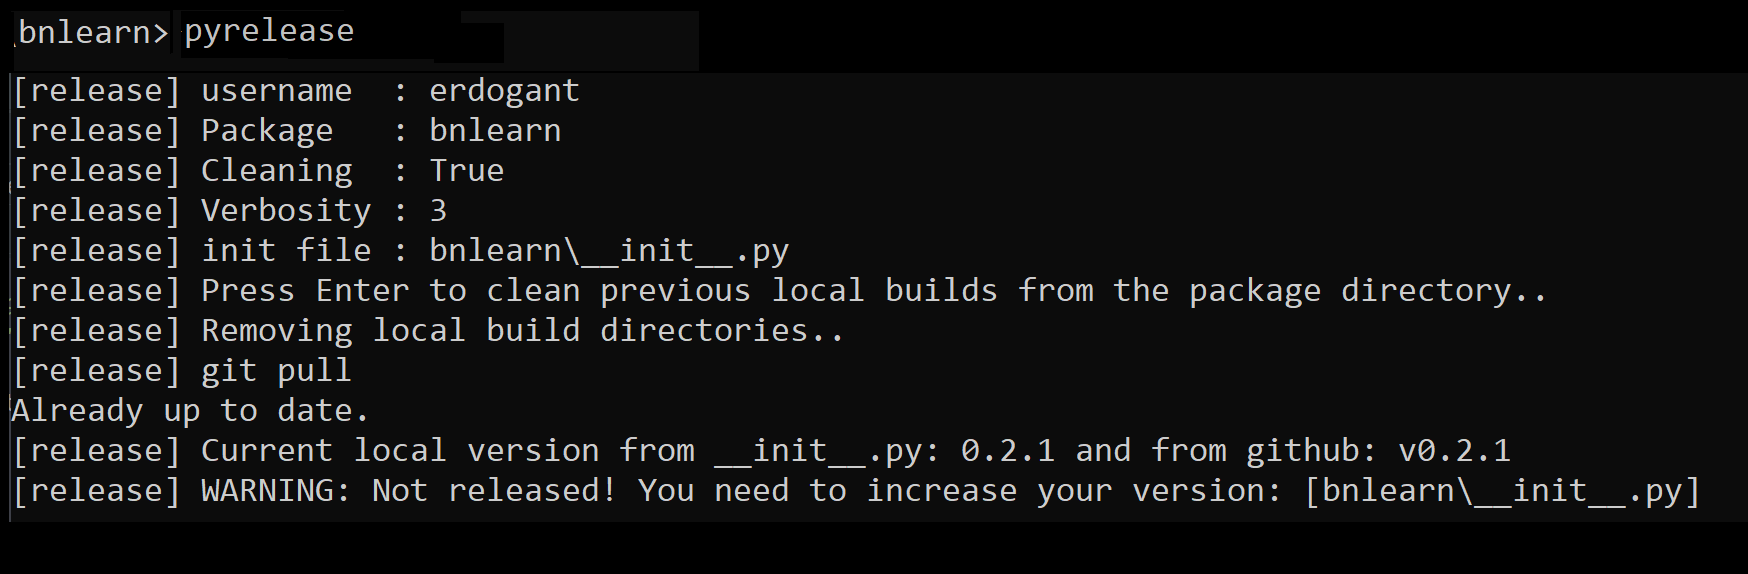 \bnlearn> pyrelease
[release] username  : erdogant
[release] Package   : bnlearn
[release] Cleaning  : True
[release] Verbosity : 3
[release] init file : bnlearn\__init__.py
[release] Press Enter to clean previous local builds from the package directory..
[release] Removing local build directories..
[release] git pull
Already up to date.
[release] Current local version from __init__.py: 0.2.1 and from github: v0.2.1
[release] WARNING: Not released! You need to increase your version: [bnlearn\__init__.py]